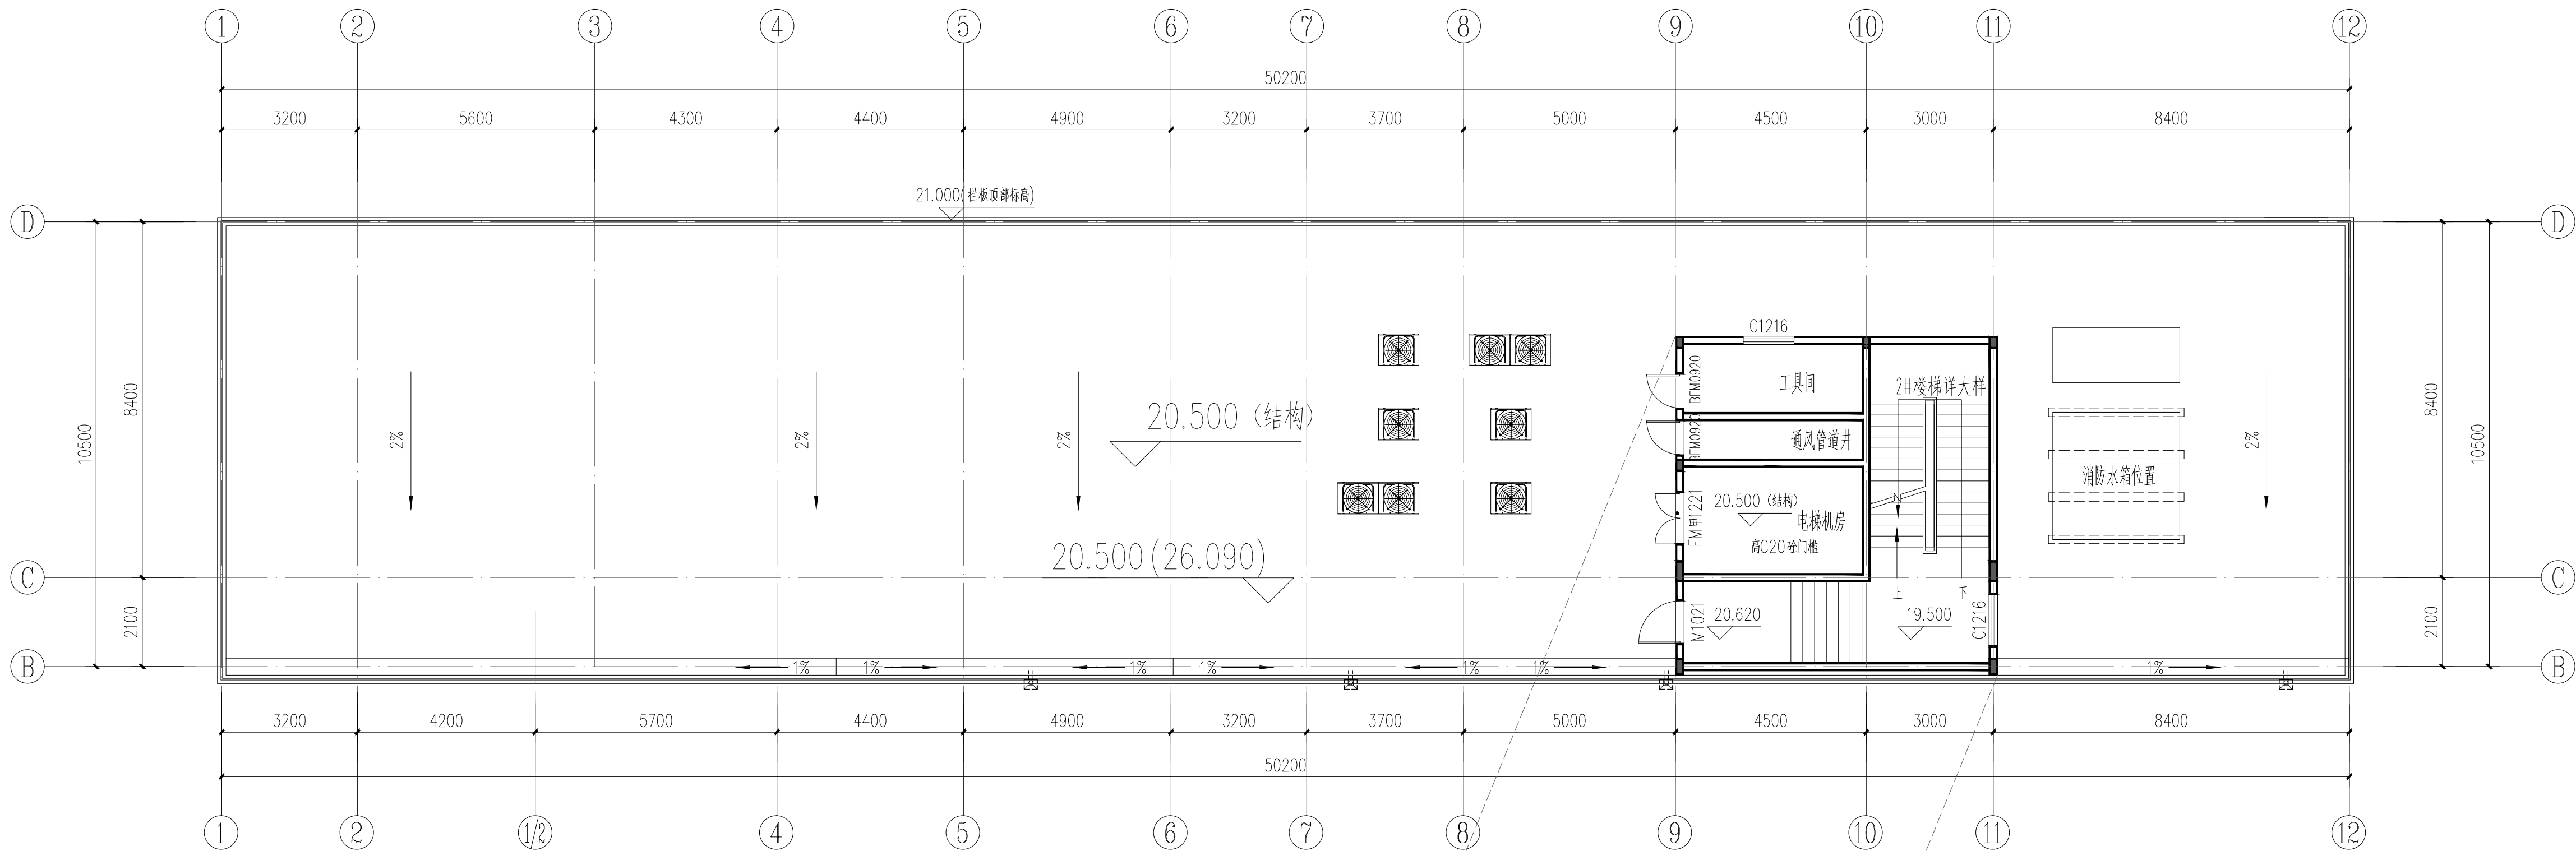 1 2 3 4 5 6 7 8 9 10 11 12
50200
3200 5600 4300 4400 4900 3200 3700 5000 4500 3000 8400
21.000(栏板顶部标高)
D D
C1216
BFM0920
工具间
2#楼梯详大样
8400 8400
20.500 (结构)
10500 10500
2% 2% 2% 2%
BFM0920
通风管道井
消防水箱位置
FM甲1221
20.500 (结构)
电梯机房
高C20砼门槛
20.500(26.090)
C C
上 下
2100 2100
M1021
20.620
19.500
C1216
B B
1% 1% 1% 1% 1% 1% 1%
3200 4200 5700 4400 4900 3200 3700 5000 4500 3000 8400
50200
1 2 1/2 4 5 6 7 8 9 10 11 12